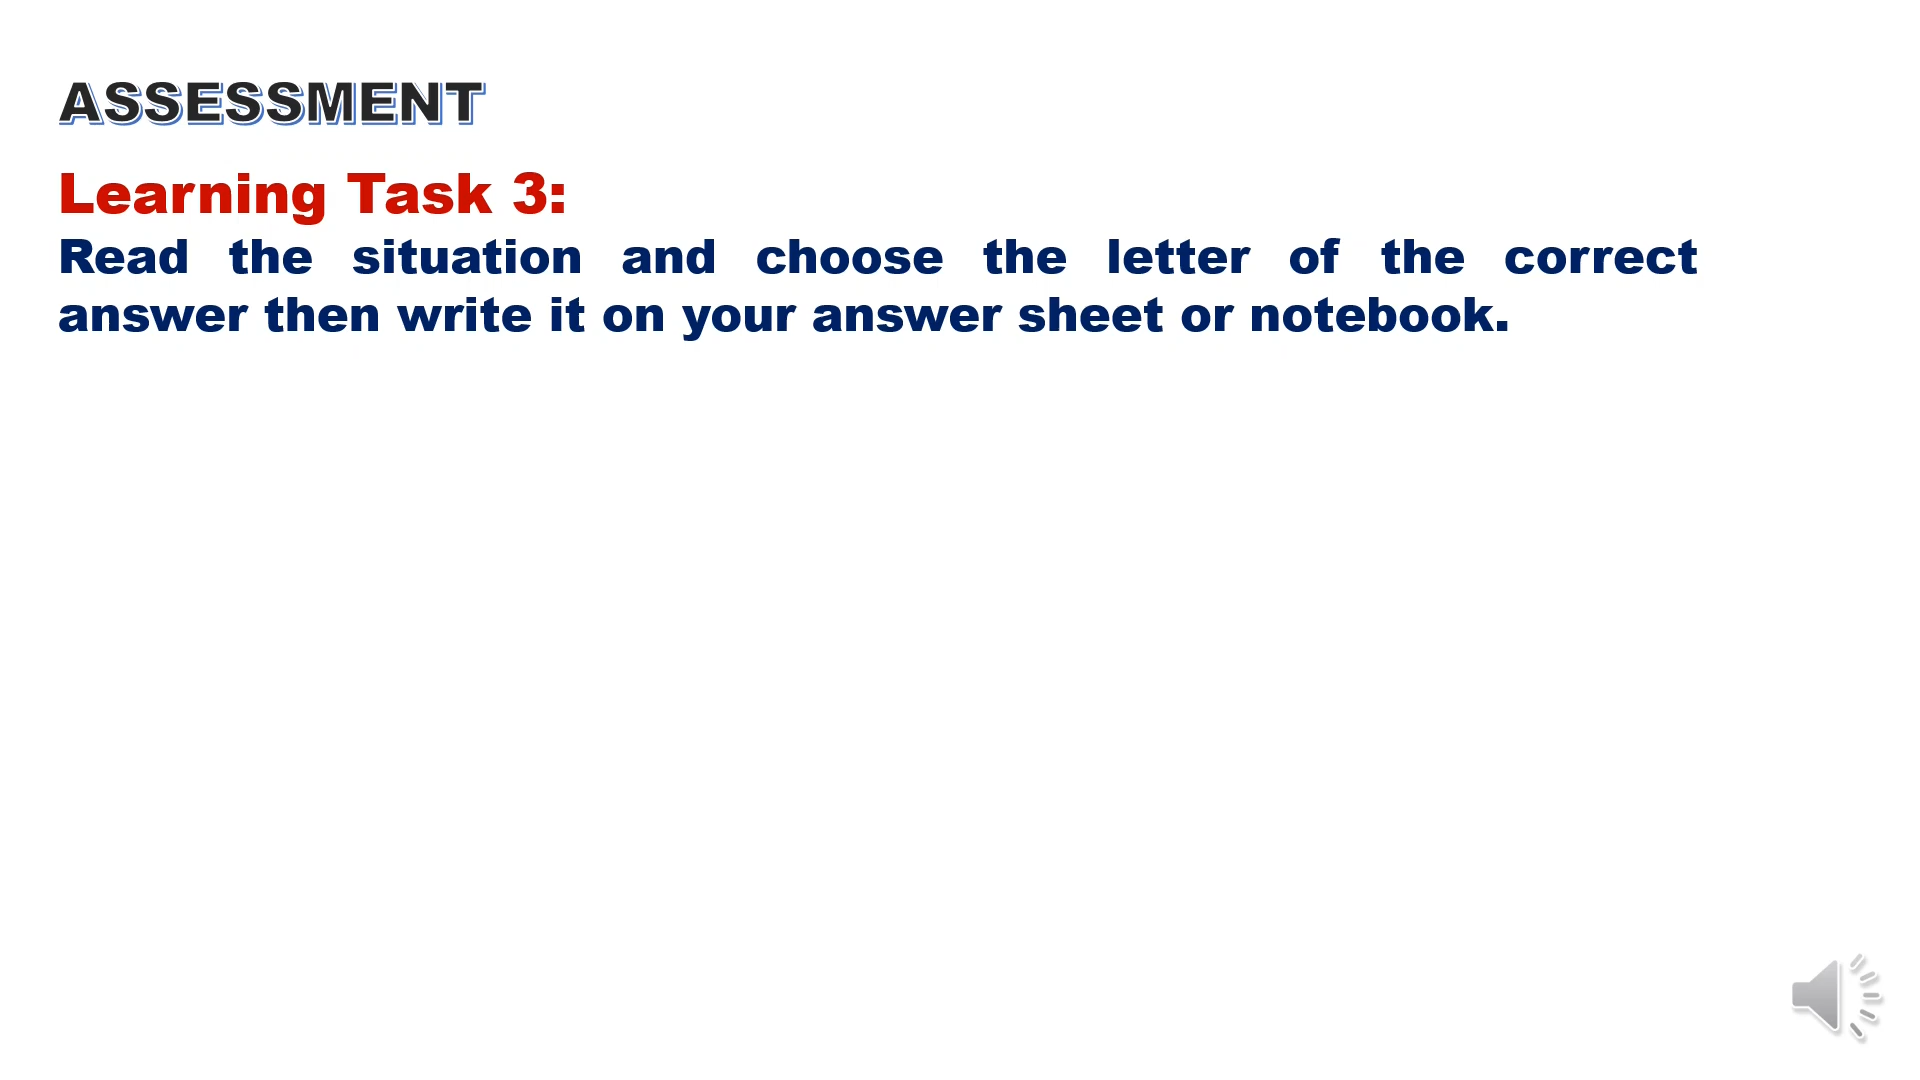 ASSESSMENT
Learning Task 3:
Read the situation and choose the letter of the correct
answer then write it on your answer sheet or notebook.